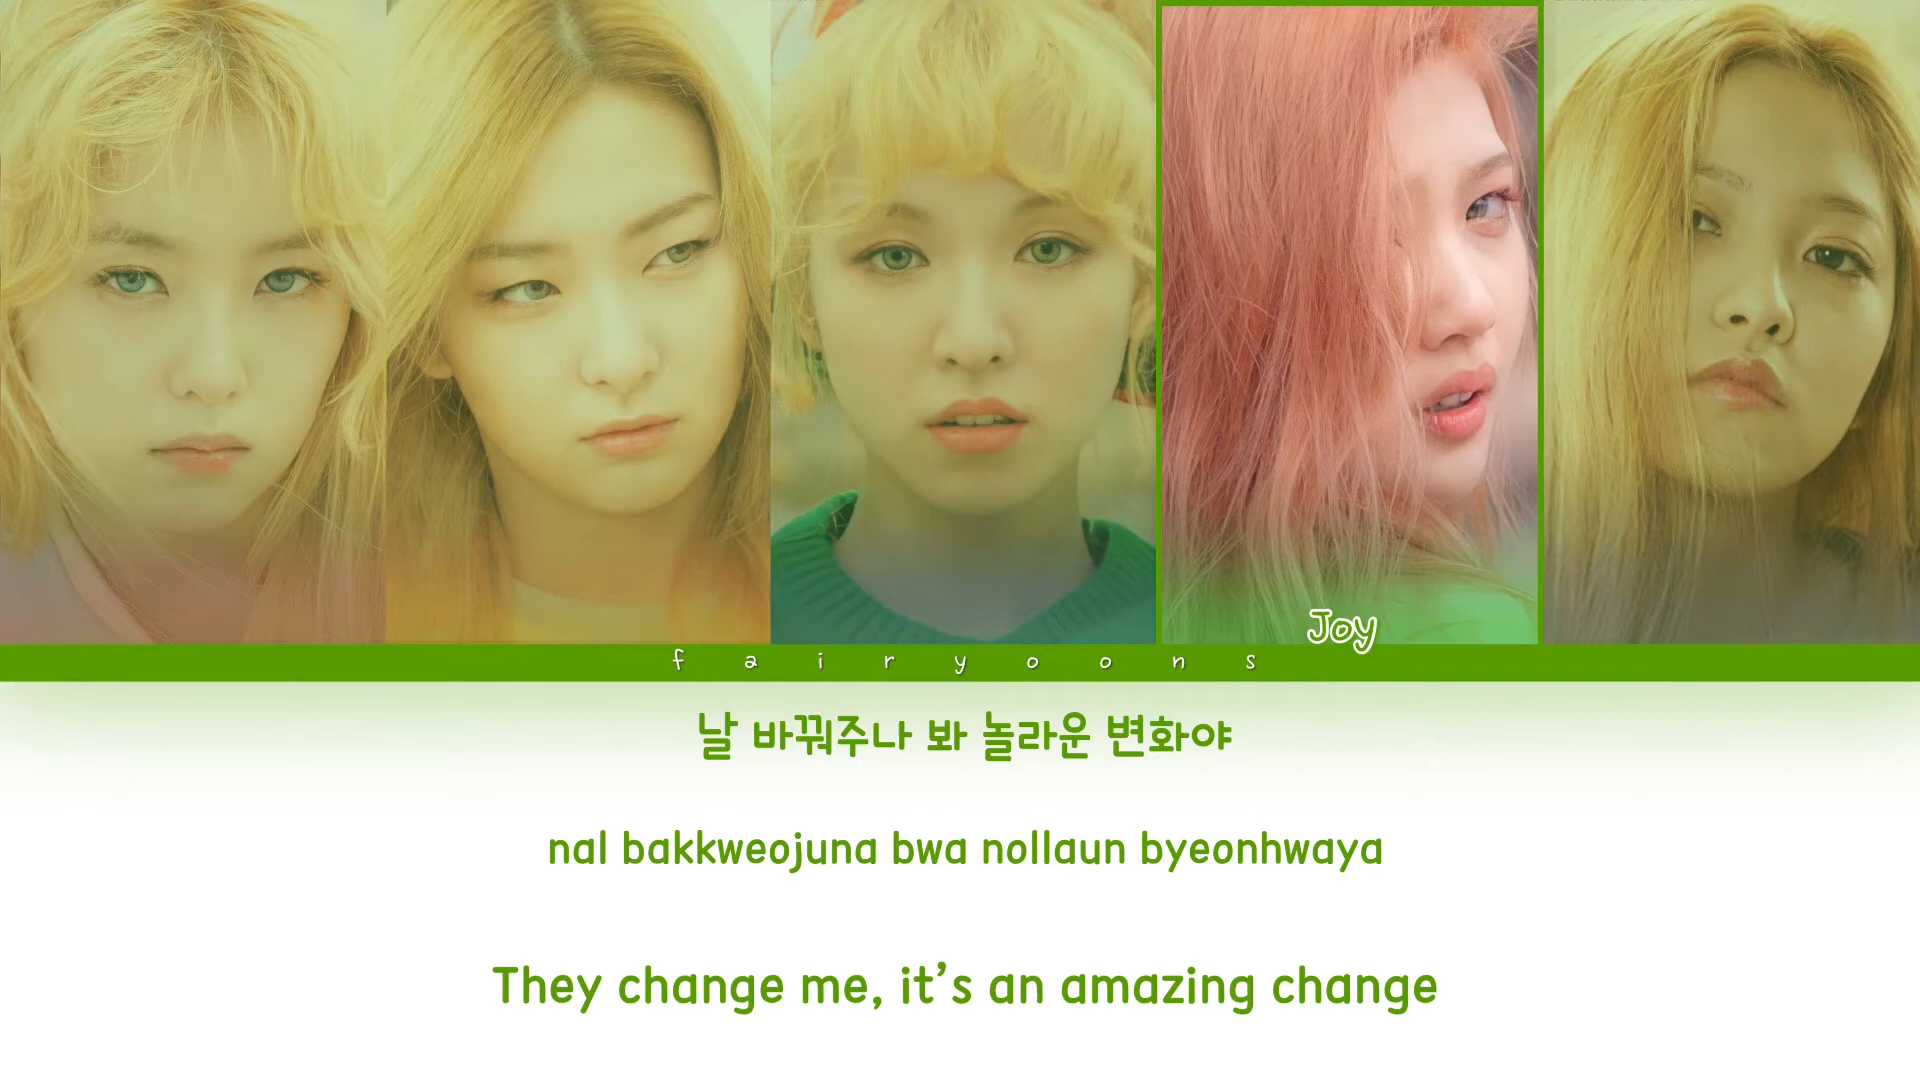 Joy
fairyoons
날 바꿔주나 봐 놀라운 변화야
nal bakkweojuna bwa nollaun byeonhwaya
They change me, it's an amazing change